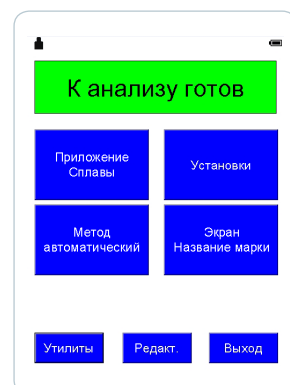 К анализу готов
Приложение
Сплавы
Установки
Метод
автоматический
Экран
Название марки
Утилиты
Редакт.
Выход